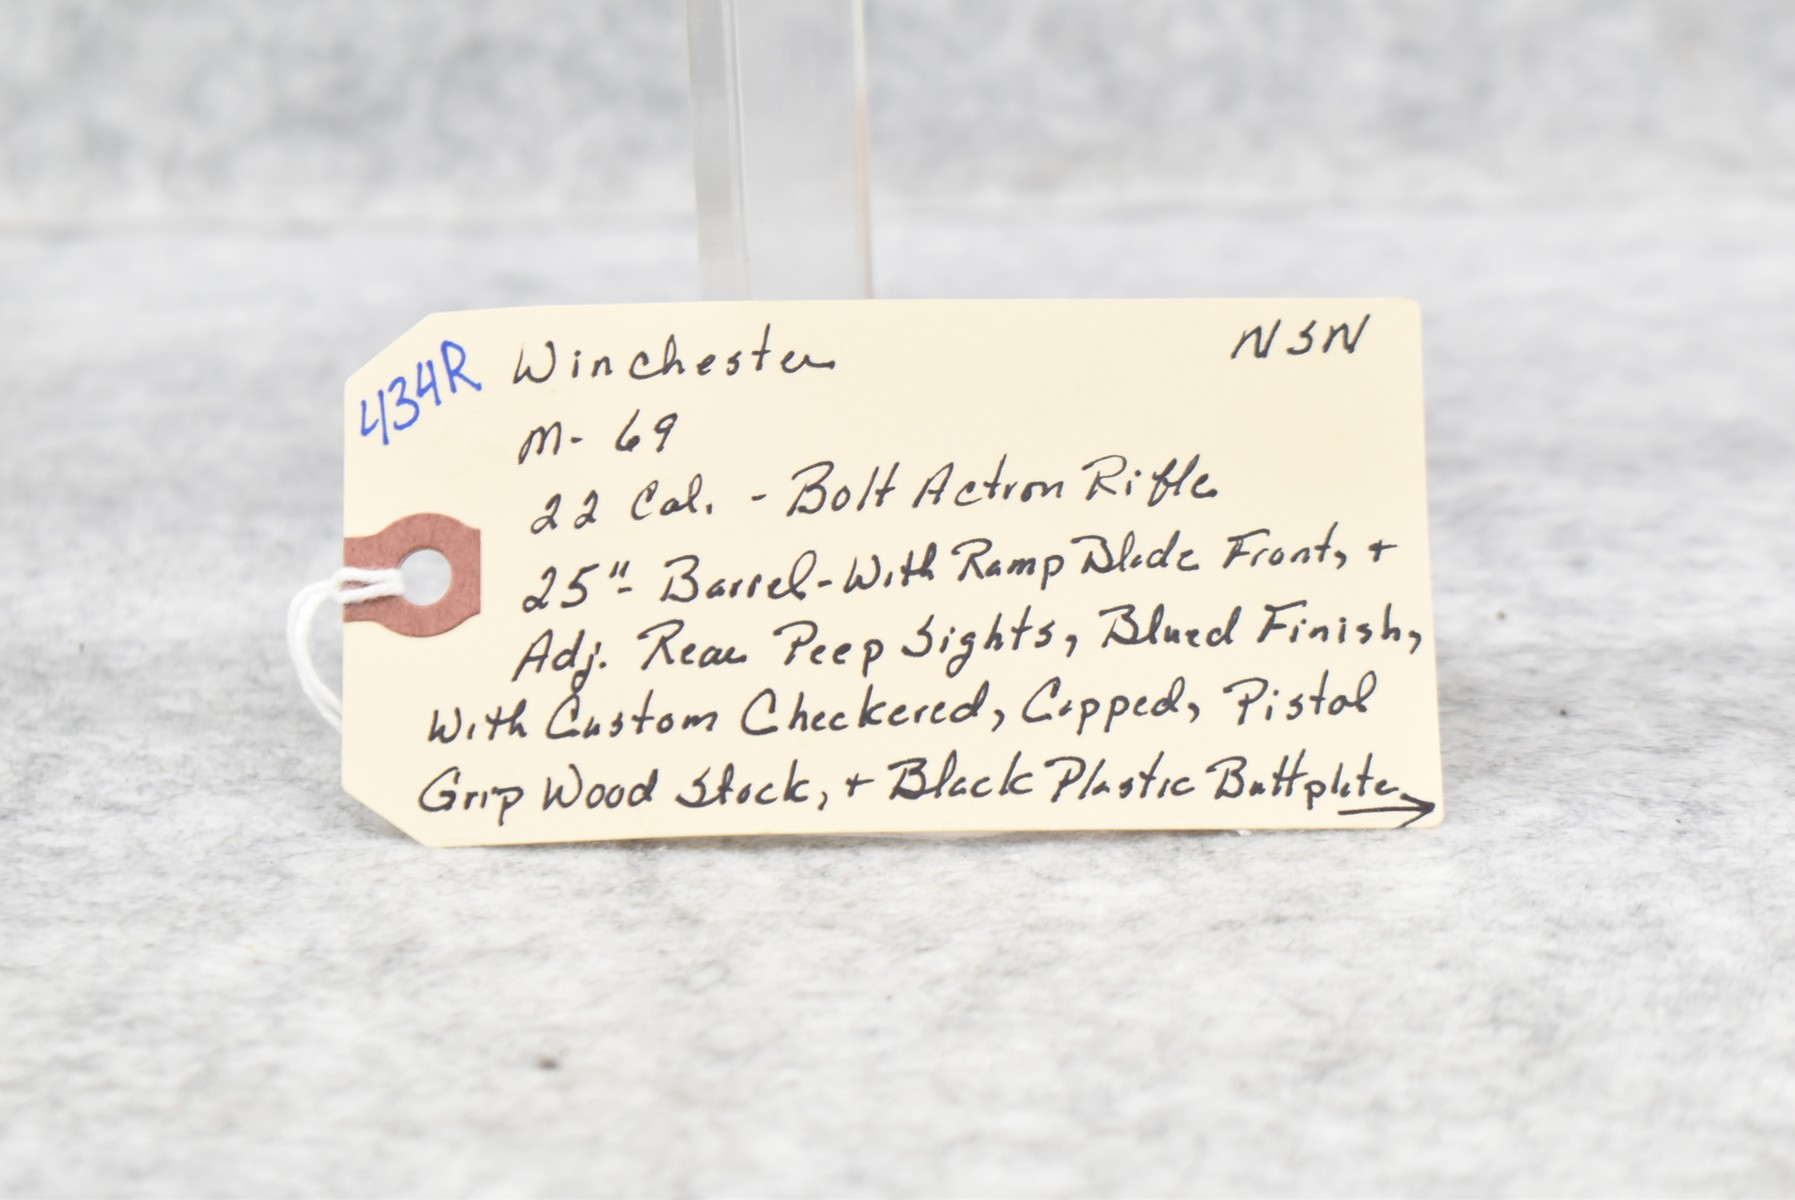 434R Winchester NSN
M-69
22 Cal. - Bolt Action Rifle
25"- Barrel-With Ramp Blade Front, +
Adj. Rear Peep Sights, Blued Finish,
With Custom Checkered, Capped, Pistol
Grip Wood Stock, + Black Plastic Buttplate